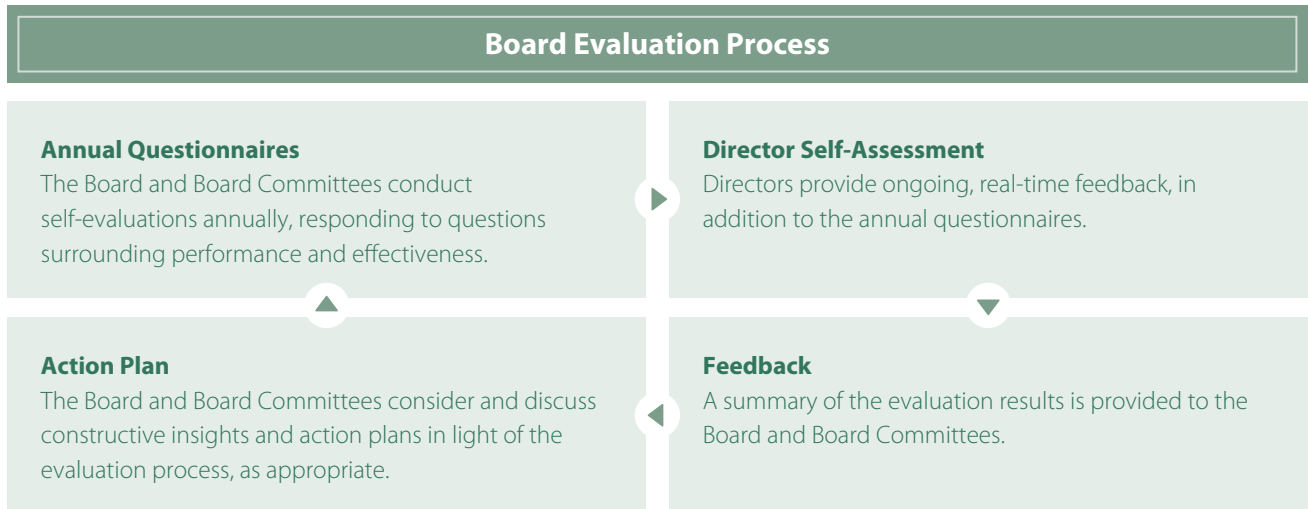 Board Evaluation Process
Annual Questionnaires
The Board and Board Committees conduct
self-evaluations annually, responding to questions
surrounding performance and effectiveness.
Director Self-Assessment
Directors provide ongoing, real-time feedback, in
addition to the annual questionnaires.
Action Plan
The Board and Board Committees consider and discuss
constructive insights and action plans in light of the
evaluation process, as appropriate.
Feedback
A summary of the evaluation results is provided to the
Board and Board Committees.